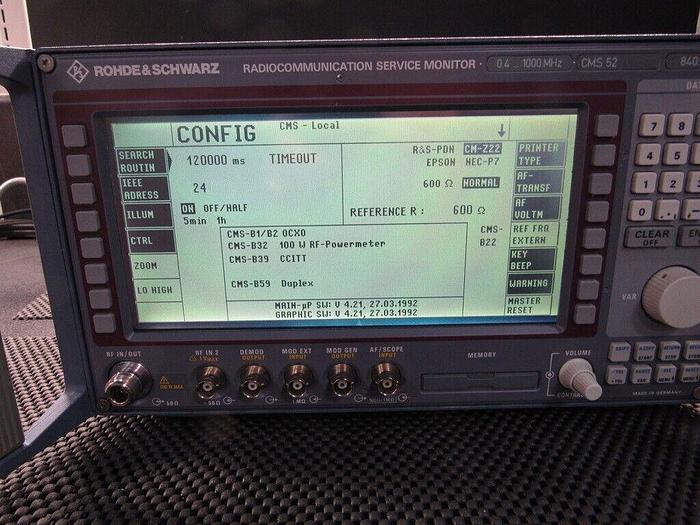 ROHDE&SCHWARZ RADIOCOMMUNICATION SERVICE MONITOR · 0.4 ... 1000 MHz · CMS 52 · 840
CONFIG CMS - Local ↓
SEARCH ROUTIN 120000 ms TIMEOUT
R&S-PDN CM-Z22
EPSON NEC-P7
PRINTER TYPE
IEEE ADRESS 24
600 Ω NORMAL
AF-TRANSF
ILLUM ON OFF/HALF
5min 1h
REFERENCE R : 600 Ω
AF VOLTM
CTRL
CMS-B1/B2 OCXO
CMS-B32 100 W RF-Powermeter
CMS-B39 CCITT
CMS-B59 Duplex
CMS-B22
REF FRQ EXTERN
ZOOM
KEY BEEP
LO HIGH
WARNING
MAIN-µP SW: V 4.21, 27.03.1992
GRAPHIC SW: V 4.21, 27.03.1992
MASTER RESET
7 8
4 5
1 2
0 .
CLEAR OFF
VAR
RF IN/OUT
50 Ω
RF IN 2
50 Ω
DEMOD OUTPUT
MOD EXT INPUT
1 MΩ
MOD GEN OUTPUT
AF/SCOPE INPUT
MEMORY
VOLUME
MADE IN GERMANY